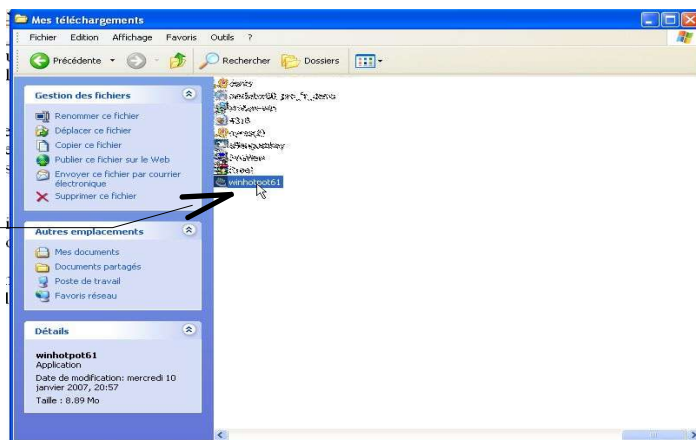 Mes téléchargements
Fichier Edition Affichage Favoris Outils ?
Précédente Rechercher Dossiers
Gestion des fichiers
Renommer ce fichier
Déplacer ce fichier
Copier ce fichier
Publier ce fichier sur le Web
Envoyer ce fichier par courrier
électronique
Supprimer ce fichier
Autres emplacements
Mes documents
Documents partagés
Poste de travail
Favoris réseau
Détails
winhotpot61
Application
Date de modification: mercredi 10
janvier 2007, 20:57
Taille : 8.89 Mo
4318
winhotpot61